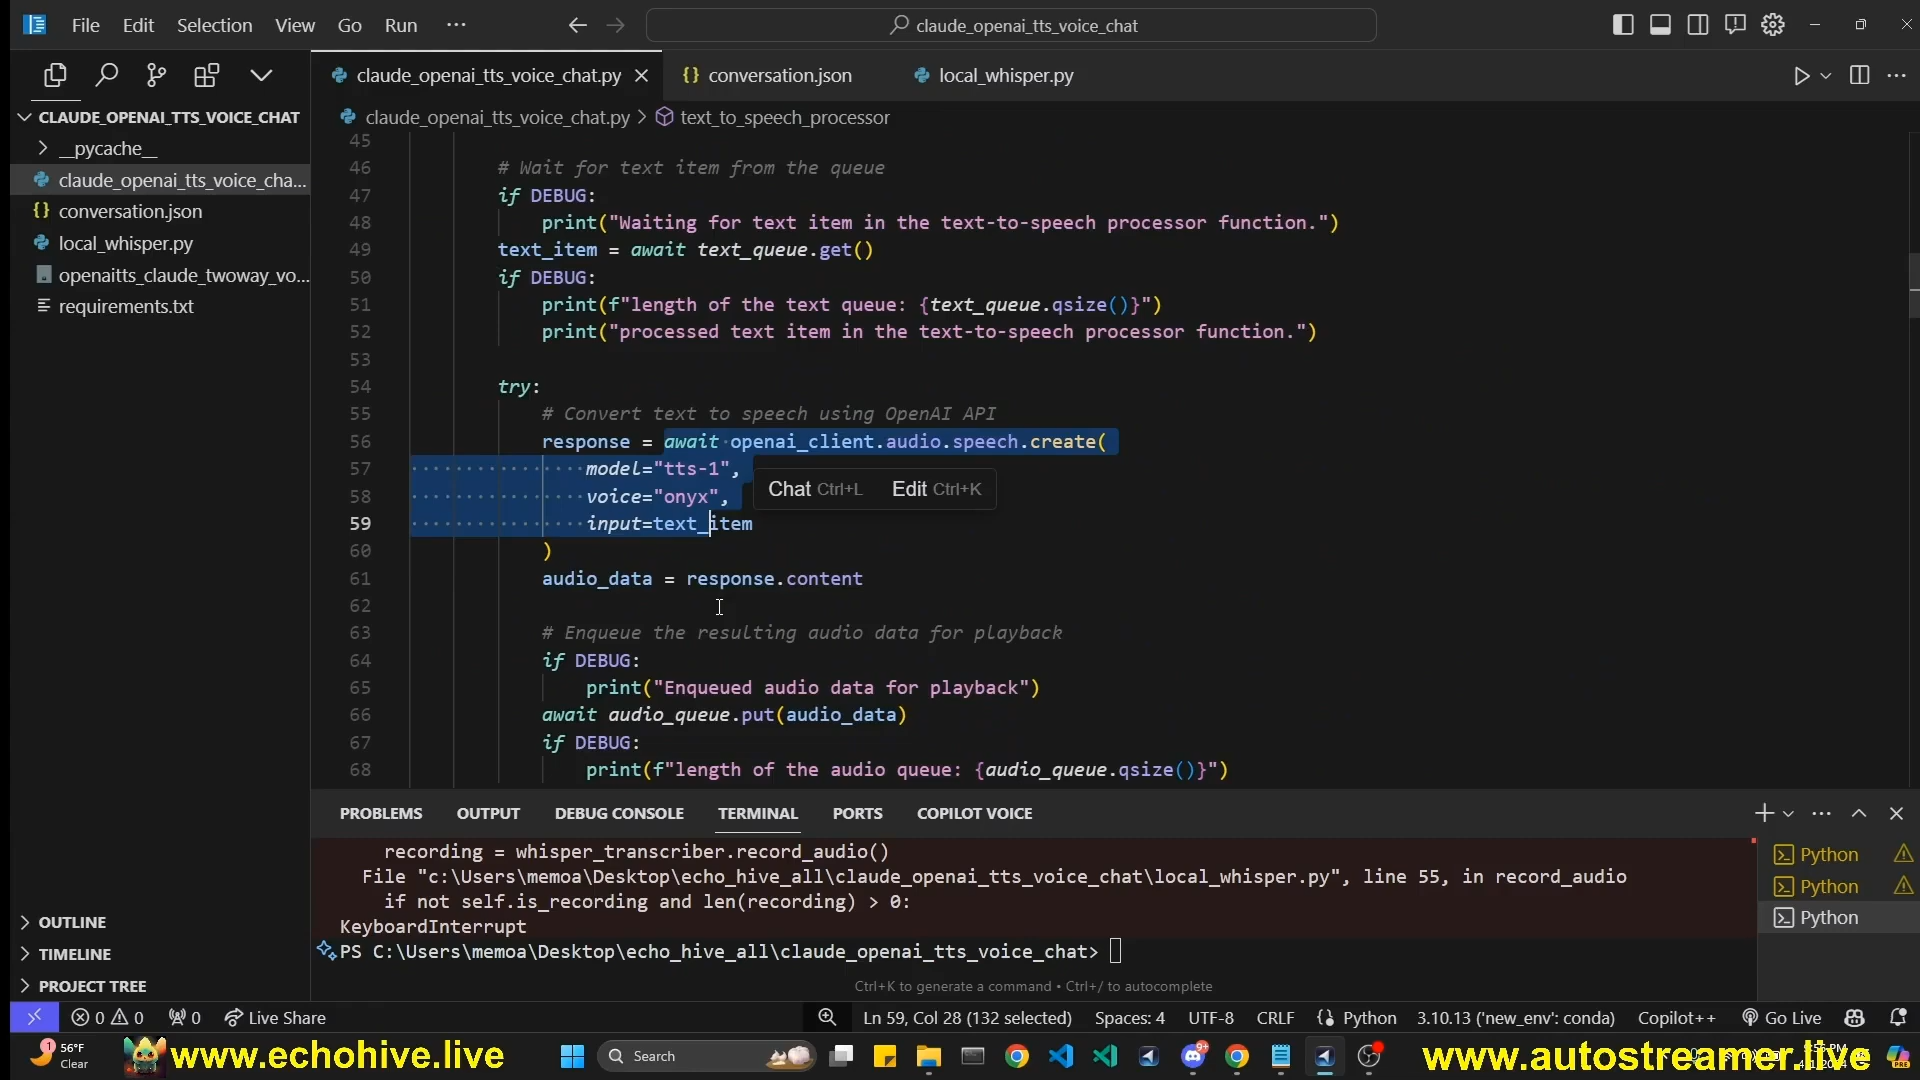 File Edit Selection View Go Run ···
claude_openai_tts_voice_chat
claude_openai_tts_voice_chat.py
{} conversation.json
local_whisper.py
CLAUDE_OPENAI_TTS_VOICE_CHAT
__pycache__
claude_openai_tts_voice_cha...
{} conversation.json
local_whisper.py
openaitts_claude_twoway_vo...
requirements.txt
OUTLINE
TIMELINE
PROJECT TREE
claude_openai_tts_voice_chat.py > text_to_speech_processor
45
46 # Wait for text item from the queue
47 if DEBUG:
48 print("Waiting for text item in the text-to-speech processor function.")
49 text_item = await text_queue.get()
50 if DEBUG:
51 print(f"length of the text queue: {text_queue.qsize()}")
52 print("processed text item in the text-to-speech processor function.")
53
54 try:
55 # Convert text to speech using OpenAI API
56 response = await openai_client.audio.speech.create(
57 model="tts-1",
58 voice="onyx",
59 input=text_item
60 )
61 audio_data = response.content
62
63 # Enqueue the resulting audio data for playback
64 if DEBUG:
65 print("Enqueued audio data for playback")
66 await audio_queue.put(audio_data)
67 if DEBUG:
68 print(f"length of the audio queue: {audio_queue.qsize()}")
Chat Ctrl+L Edit Ctrl+K
PROBLEMS OUTPUT DEBUG CONSOLE TERMINAL PORTS COPILOT VOICE
recording = whisper_transcriber.record_audio()
File "c:\Users\memoa\Desktop\echo_hive_all\claude_openai_tts_voice_chat\local_whisper.py", line 55, in record_audio
if not self.is_recording and len(recording) > 0:
KeyboardInterrupt
PS C:\Users\memoa\Desktop\echo_hive_all\claude_openai_tts_voice_chat>
Ctrl+K to generate a command • Ctrl+/ to autocomplete
Python
Python
Python
0 0 0 Live Share
Ln 59, Col 28 (132 selected) Spaces: 4 UTF-8 CRLF {} Python 3.10.13 ('new_env': conda) Copilot++ Go Live
1
56°F
Clear
www.echohive.live
Search
9+
www.autostreamer.live
PRE